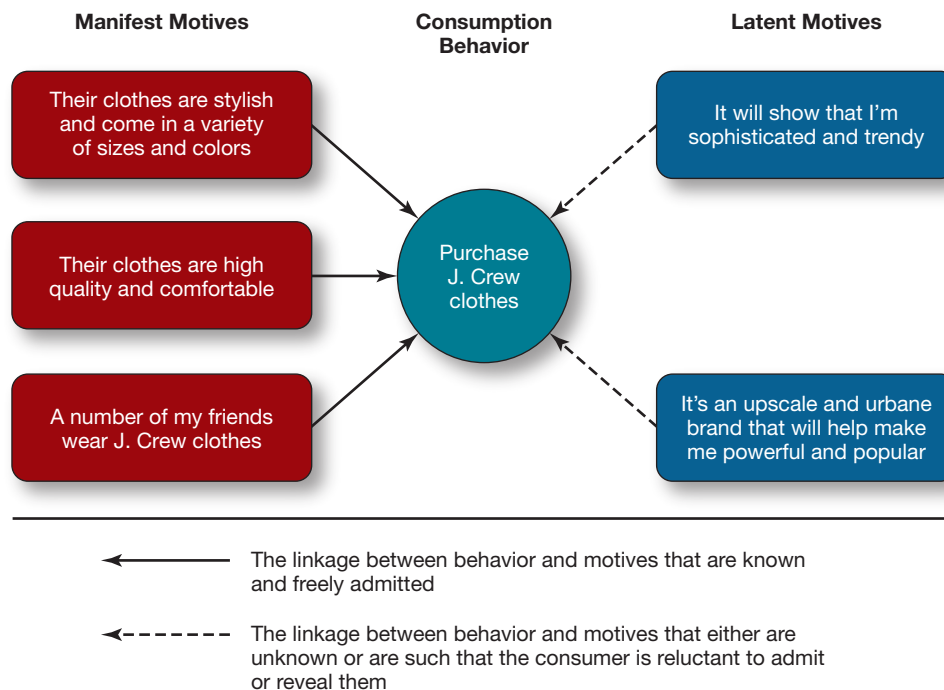 Manifest Motives
Consumption
Behavior
Latent Motives
Their clothes are stylish
and come in a variety
of sizes and colors
Their clothes are high
quality and comfortable
A number of my friends
wear J. Crew clothes
Purchase
J. Crew
clothes
It will show that I'm
sophisticated and trendy
It's an upscale and urbane
brand that will help make
me powerful and popular
The linkage between behavior and motives that are known
and freely admitted
The linkage between behavior and motives that either are
unknown or are such that the consumer is reluctant to admit
or reveal them